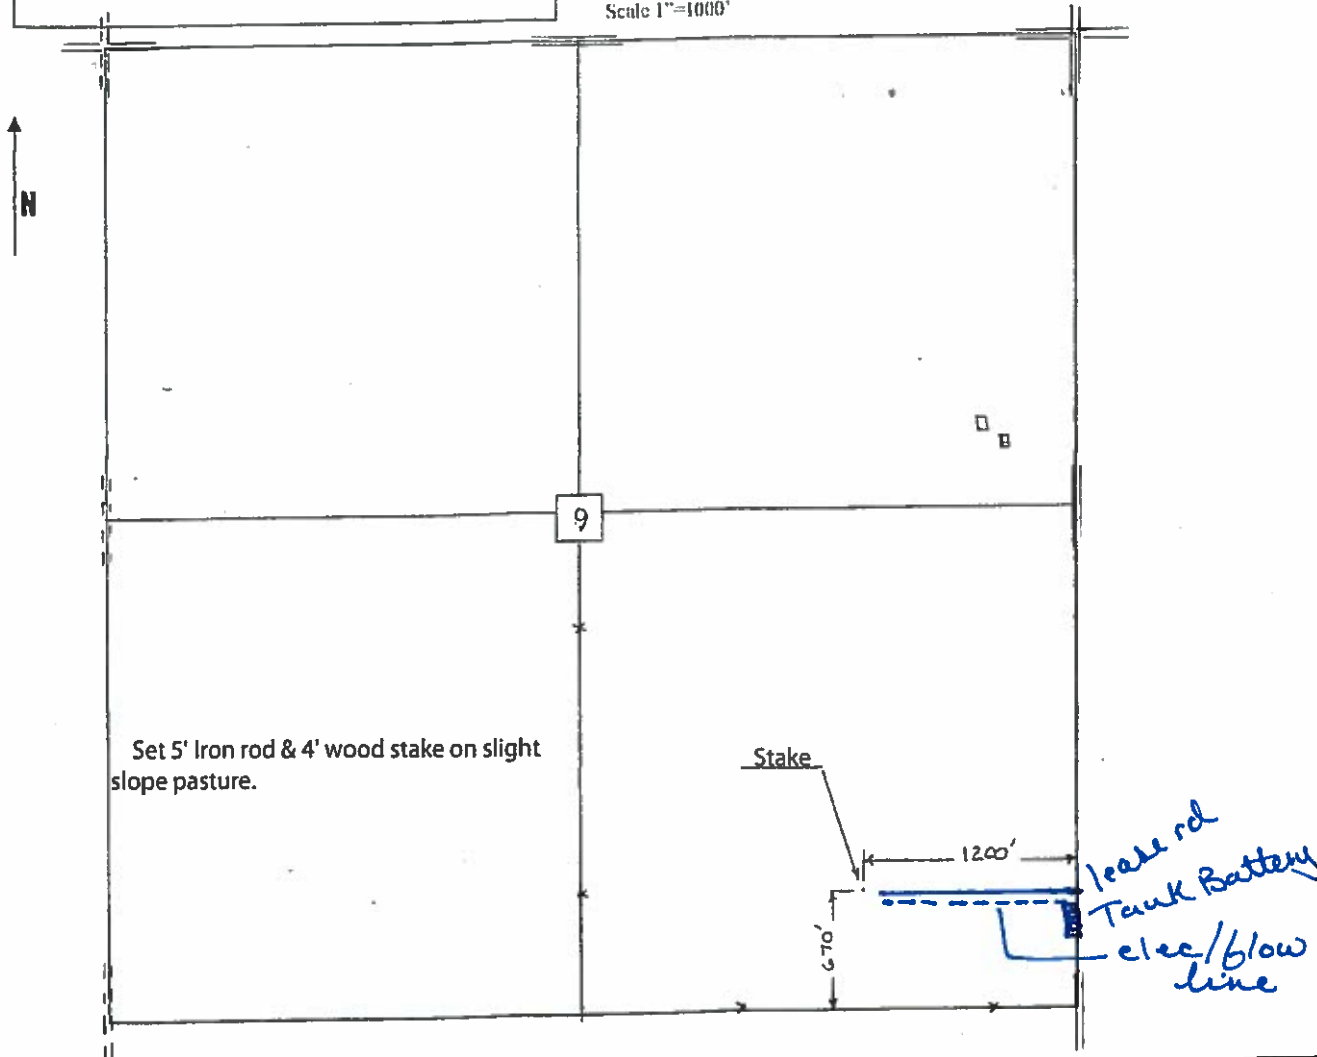 Scale 1"=1000'
N
9
Set 5' Iron rod & 4' wood stake on slight
slope pasture.
Stake
1200'
lease rd
Tank Battery
670'
elec/flow
line